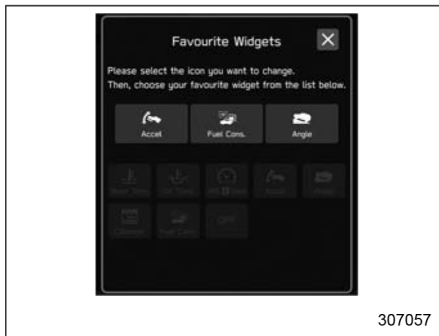 Favourite Widgets
Please select the icon you want to change.
Then, choose your favourite widget from the list below.
Accel Fuel Cons. Angle
Accel
Fuel Cons. OFF
307057